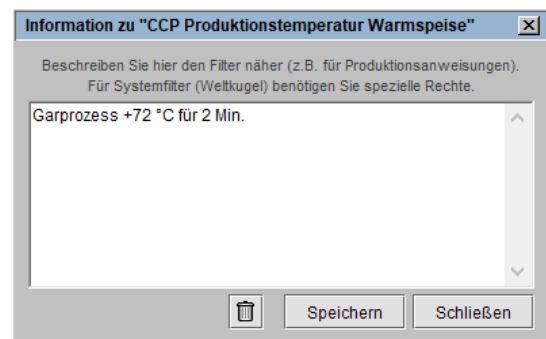 Information zu "CCP Produktionstemperatur Warmspeise"
Beschreiben Sie hier den Filter näher (z.B. für Produktionsanweisungen).
Für Systemfilter (Weltkugel) benötigen Sie spezielle Rechte.
Garprozess +72 °C für 2 Min.
Speichern Schließen